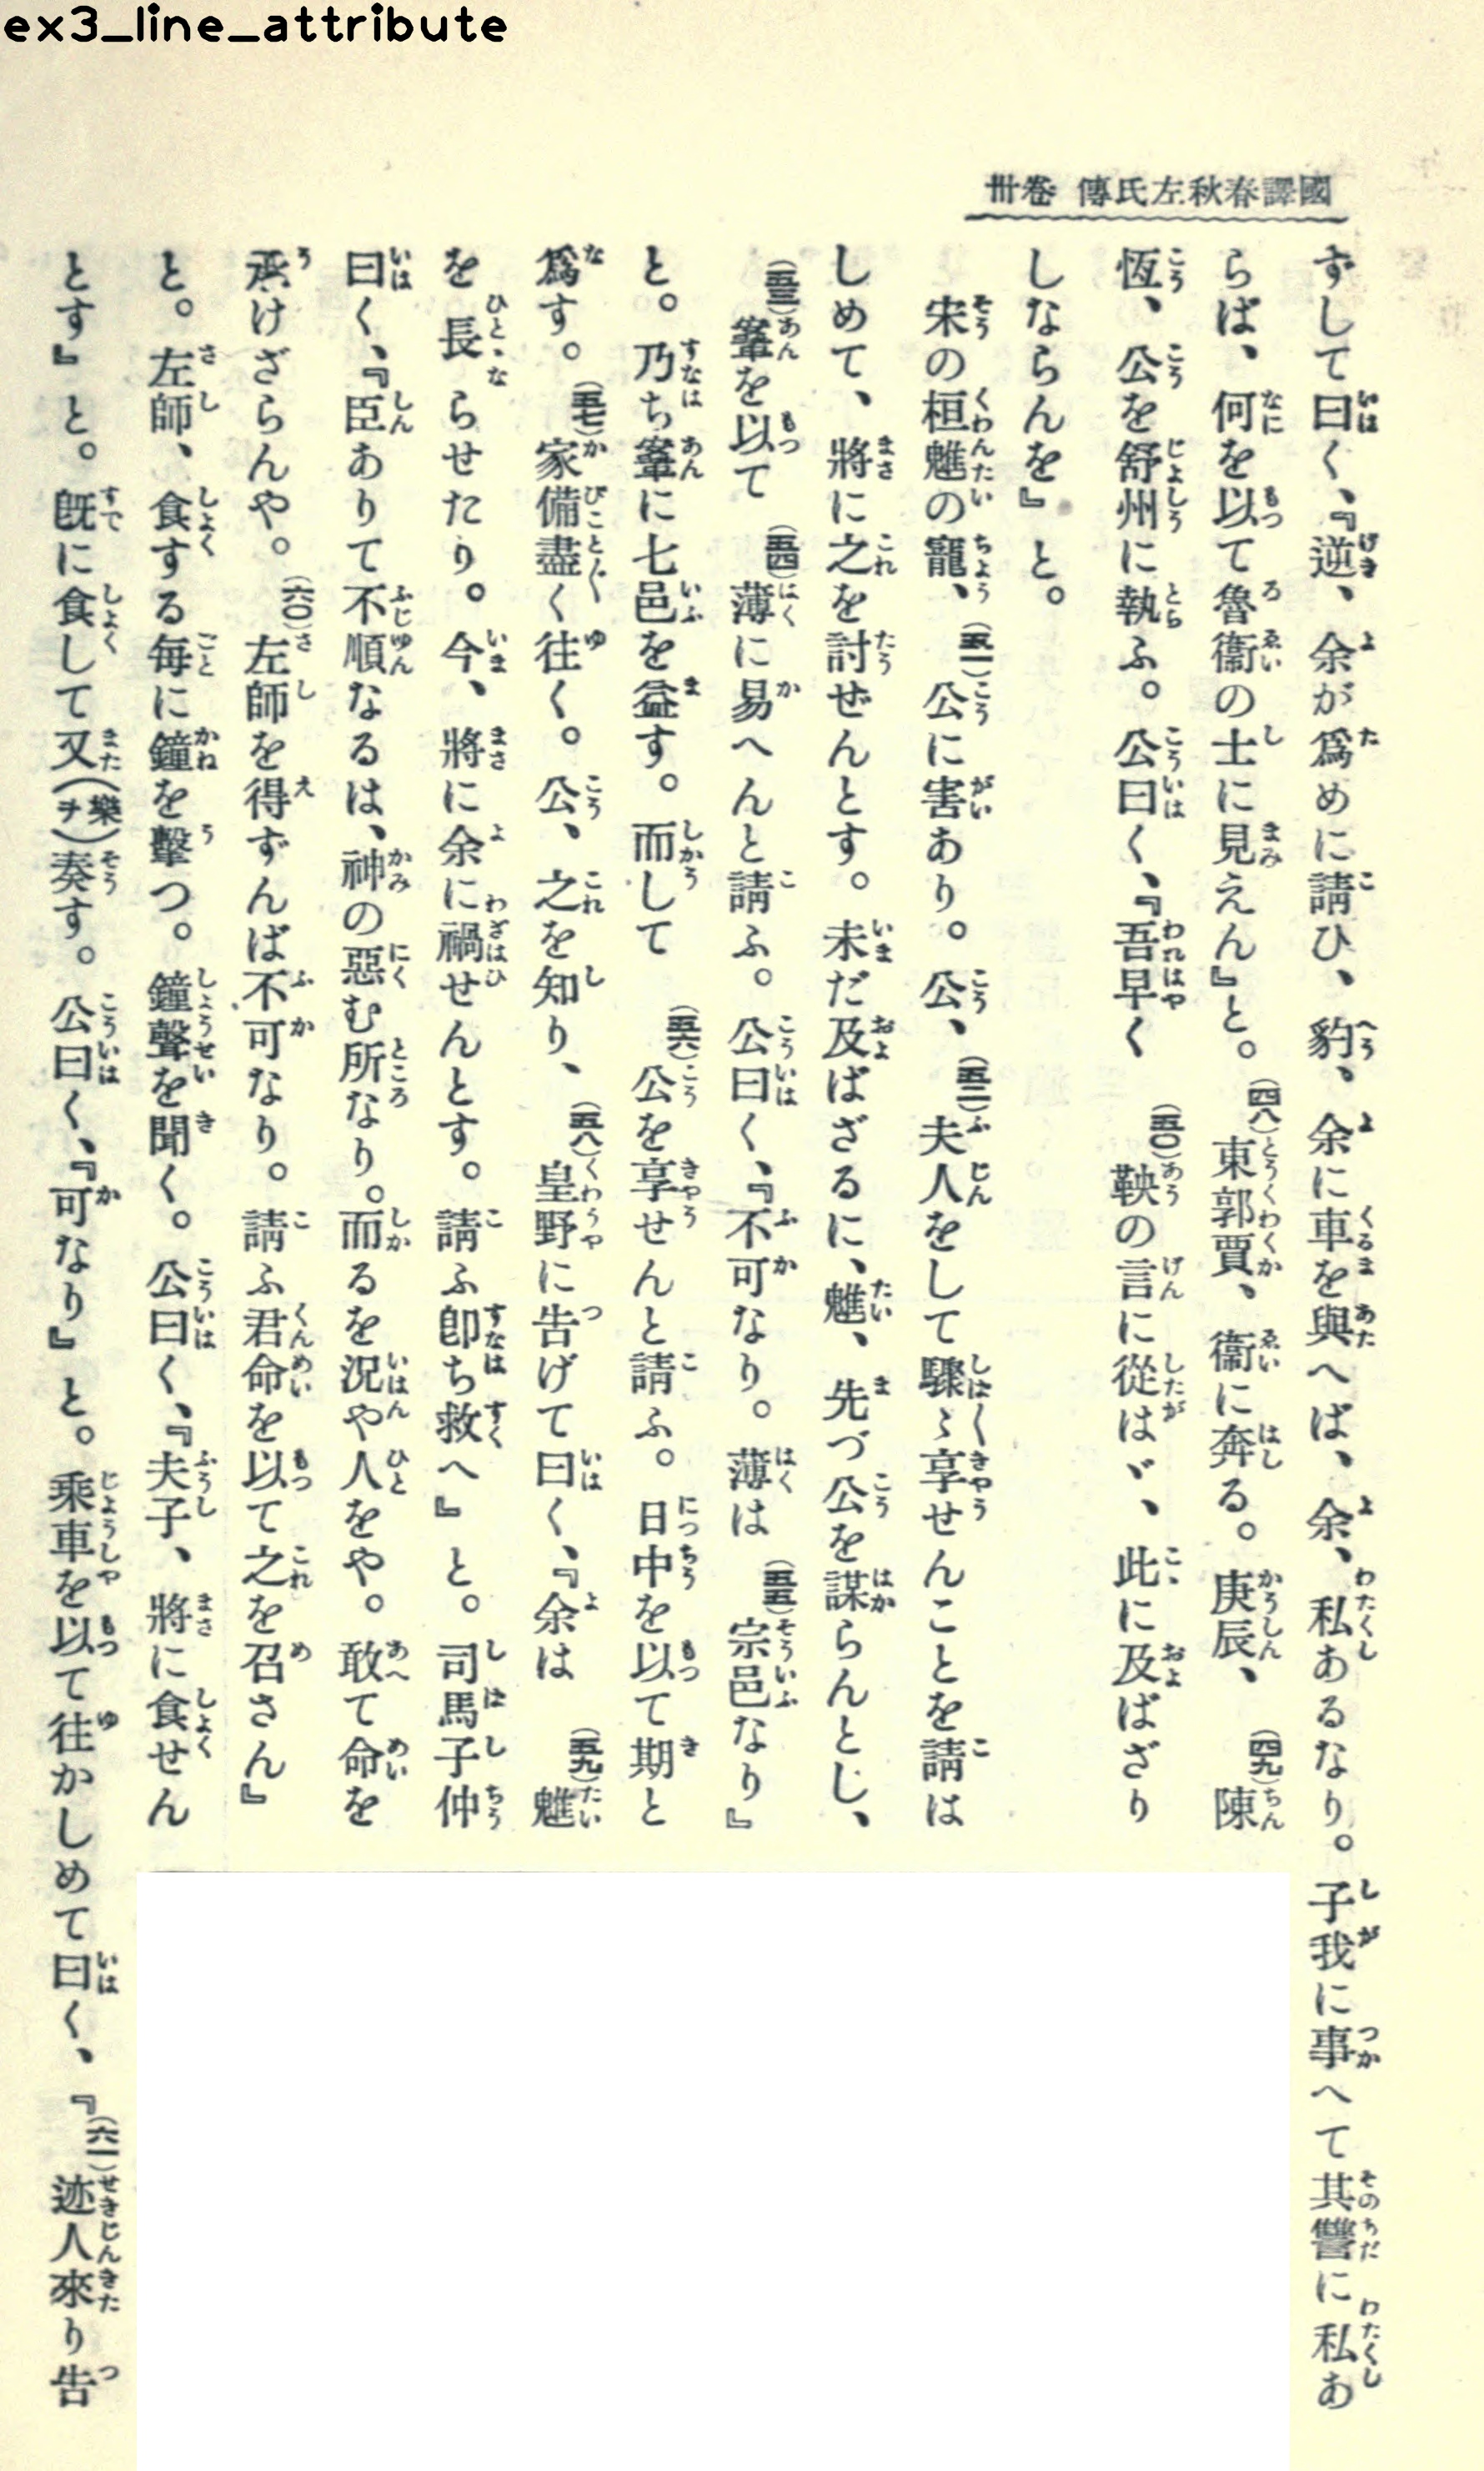 ex3_line_attribute
國譯春秋左氏傳 卷卅
ずして曰く、『逆、余が爲めに請ひ、豹、余に車を與へば、余、私あるなり。子我に事へて其讐に私あ
らば、何を以て魯衞の士に見えん』と。(四八)東郭賈、衞に奔る。庚辰、(四九)陳
恆、公を舒州に執ふ。公曰く、『吾早く(五〇)鞅の言に從はゞ、此に及ばざり
しならんを』と。
宋の桓魋の寵、(五一)公に害あり。公、(五二)夫人をして驟〻享せんことを請は
しめて、將に之を討ぜんとす。未だ及ばざるに、魋、先づ公を謀らんとし、
(五三)鞌を以て(五四)薄に易へんと請ふ。公曰く、『不可なり。薄は(五五)宗邑なり』
と。乃ち鞌に七邑を益す。而して(五六)公を享せんと請ふ。日中を以て期と
爲す。(五七)家備盡く往く。公、之を知り、(五八)皇野に告げて曰く、『余は(五九)魋
を長らせたり。今、將に余に禍せんとす。請ふ卽ち救へ』と。司馬子仲
曰く、『臣ありて不順なるは、神の惡む所なり。而るを況や人をや。敢て命を
承けざらんや。(六〇)左師を得ずんば不可なり。請ふ君命を以て之を召さん』
と。左師、食する每に鐘を擊つ。鐘聲を聞く。公曰く、『夫子、將に食せん
とす』と。旣に食して又(樂ヲ)奏す。公曰く、『可なり』と。乘車を以て往かしめて曰く、『(六一)迹人來り告